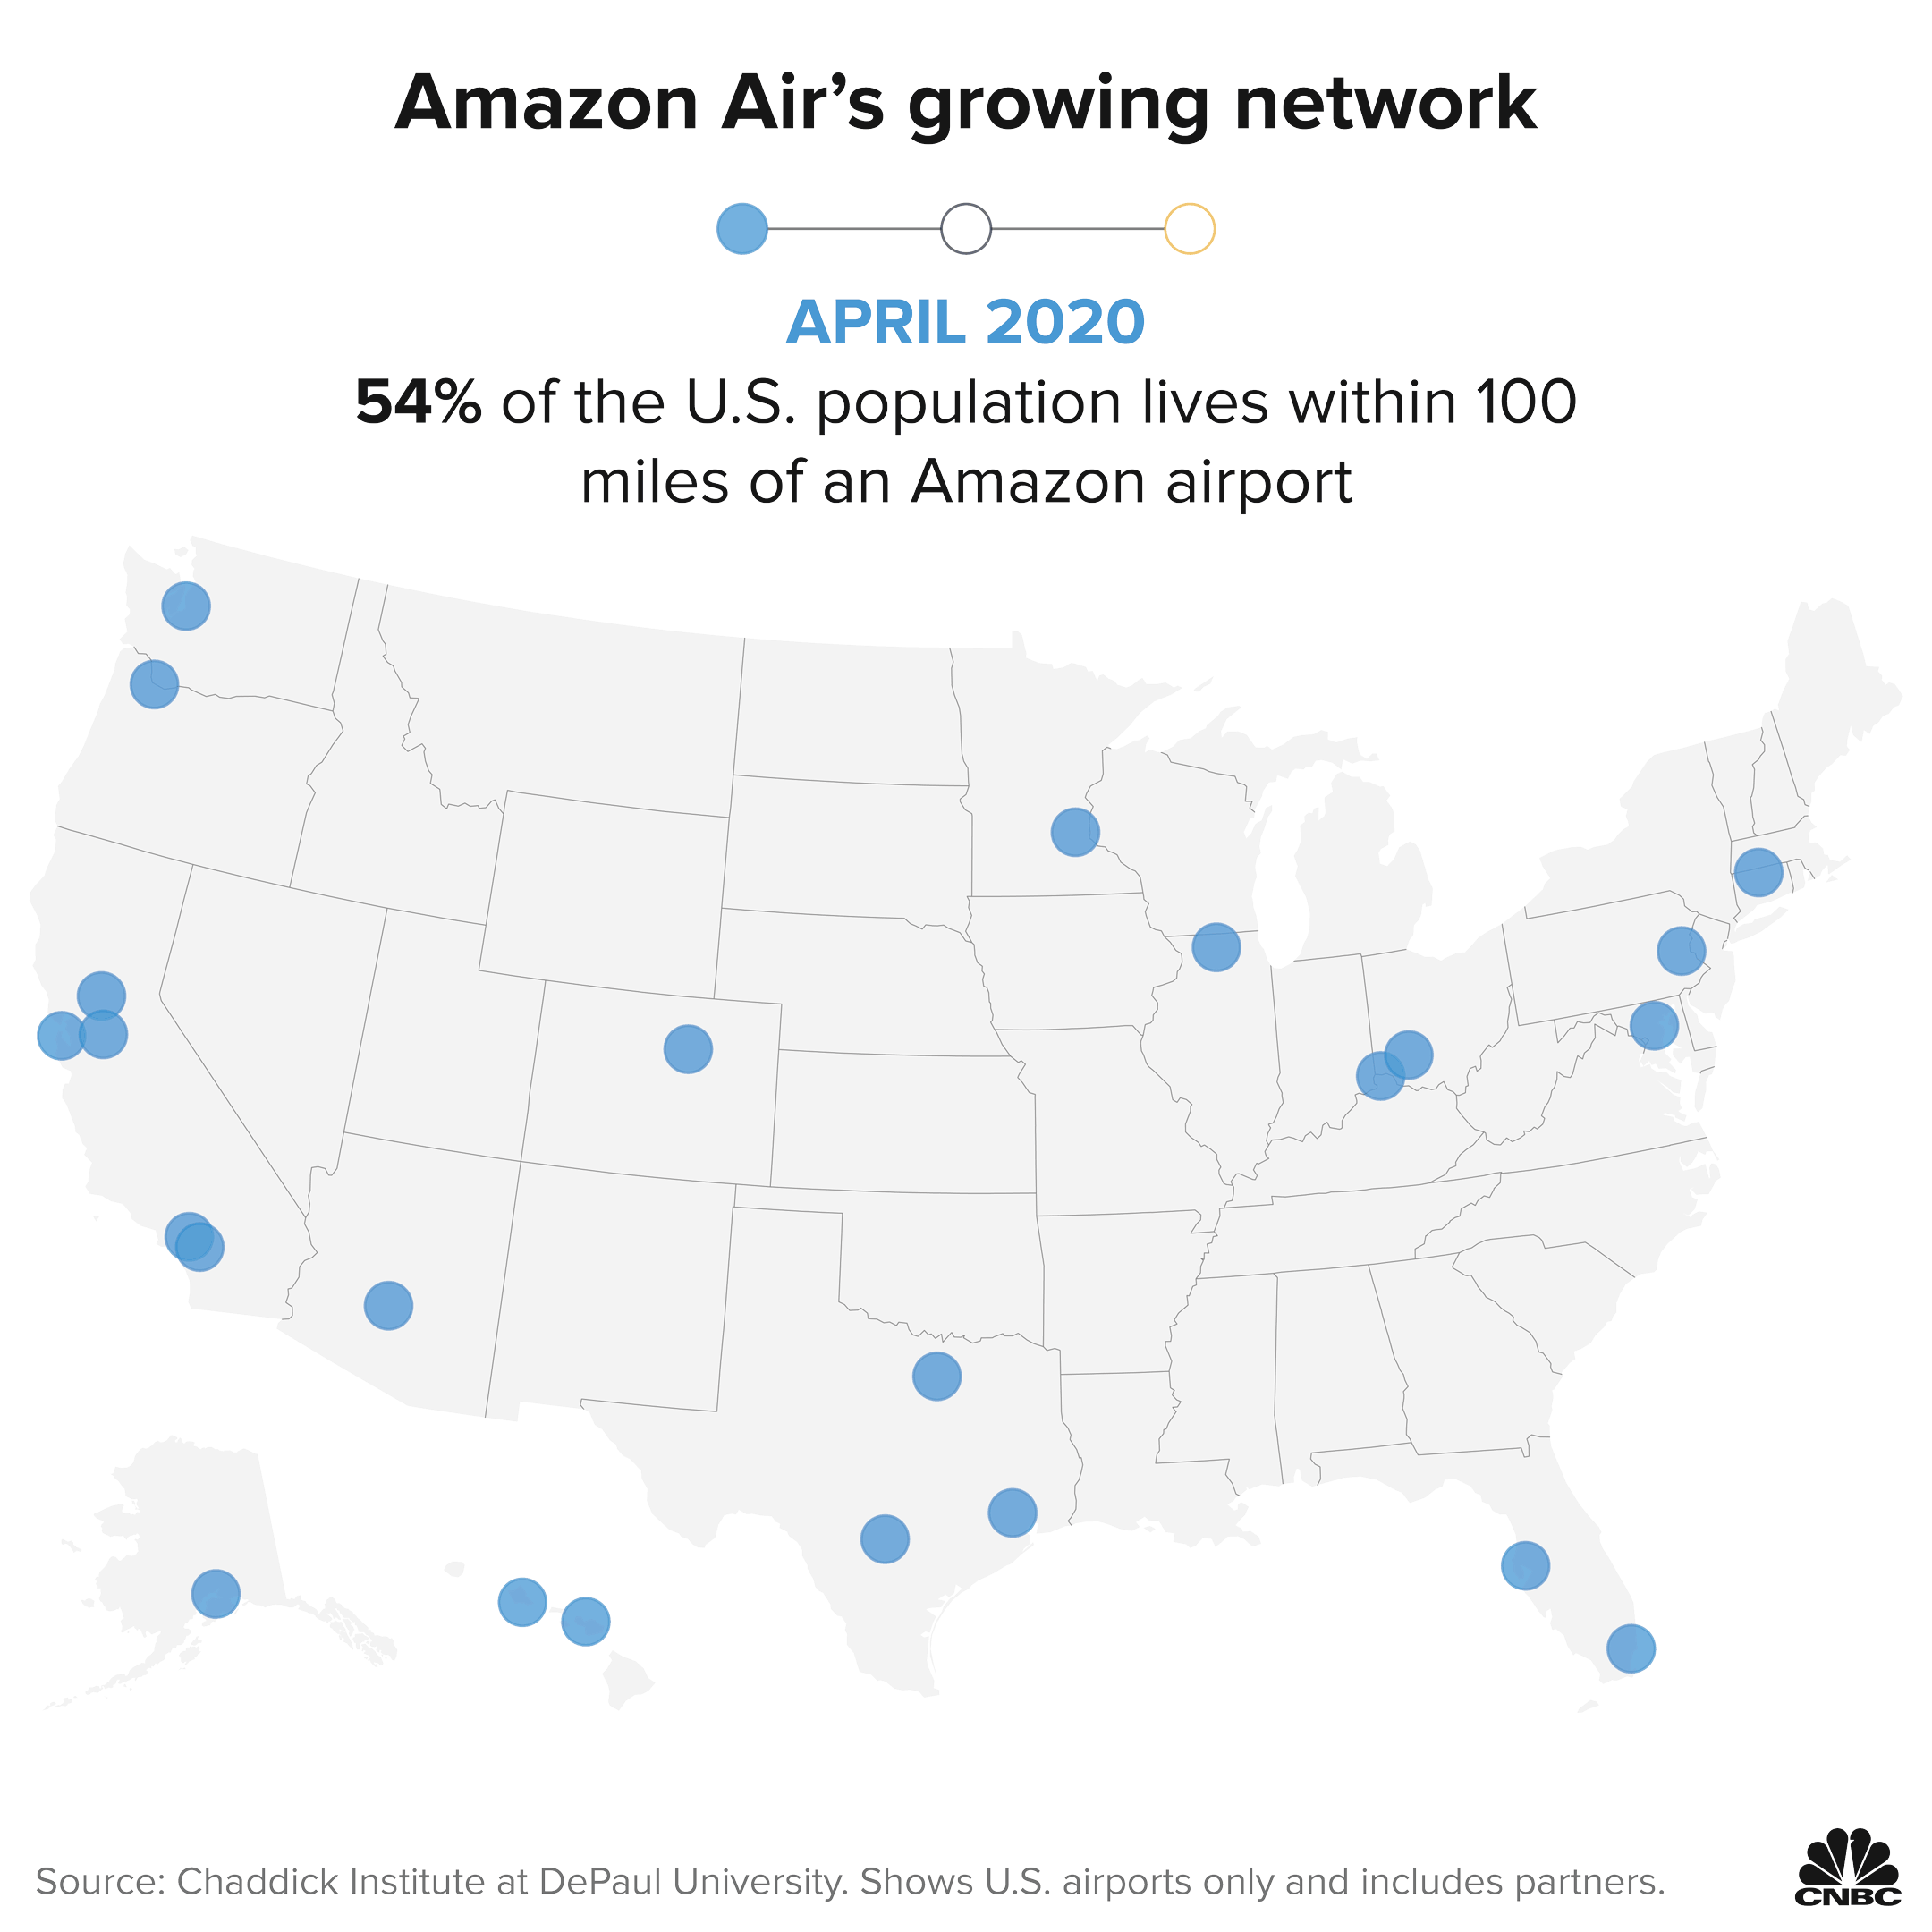 Amazon Air's growing network
APRIL 2020
54% of the U.S. population lives within 100
miles of an Amazon airport
Source: Chaddick Institute at DePaul University. Shows U.S. airports only and includes partners.
CNBC